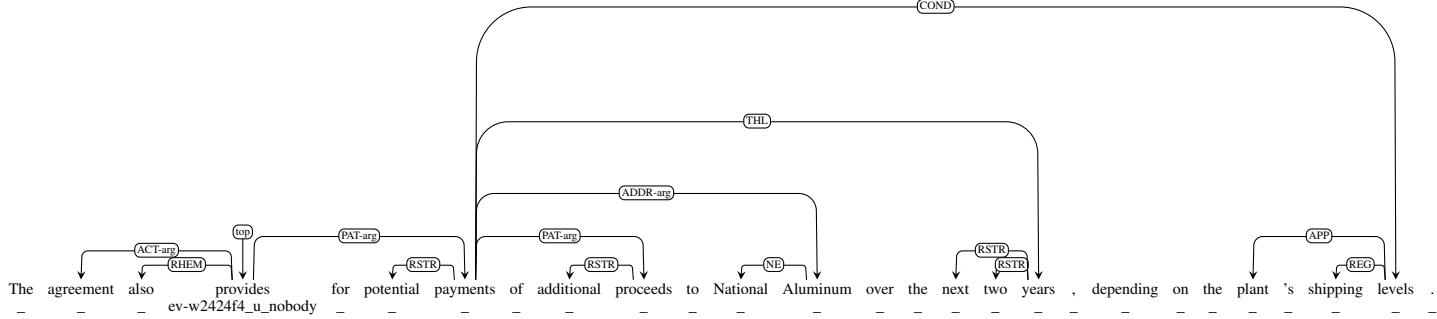 COND
THL
ADDR-arg
top
PAT-arg PAT-arg APP
ACT-arg RSTR
RHEM RSTR RSTR NE RSTR REG
The agreement also provides for potential payments of additional proceeds to National Aluminum over the next two years , depending on the plant 's shipping levels .
_ _ _ ev-w2424f4_u_nobody _ _ _ _ _ _ _ _ _ _ _ _ _ _ _ _ _ _ _ _ _ _ _